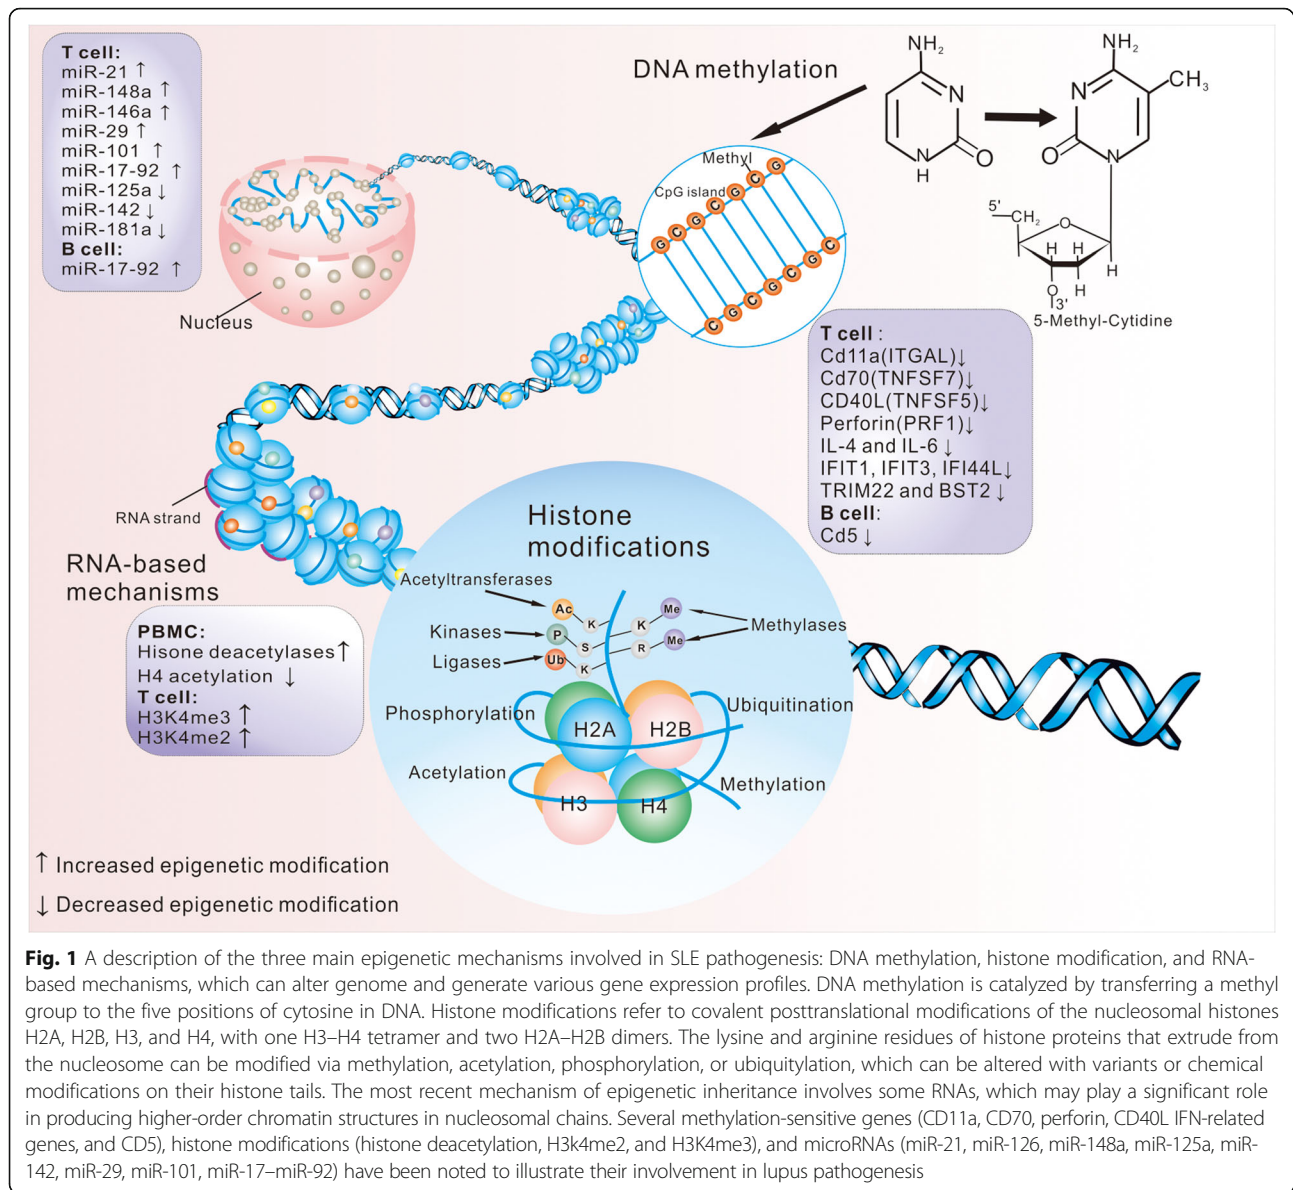 T cell:
miR-21 ↑
miR-148a ↑
miR-146a ↑
miR-29 ↑
miR-101 ↑
miR-17-92 ↑
miR-125a ↓
miR-142 ↓
miR-181a ↓
B cell:
miR-17-92 ↑
Nucleus
DNA methylation
Methyl
CpG island
G C G C G C G
C G C G C G C
NH2
N
N
H
O
NH2
CH3
N
N
O
5'
CH2
O
H H
H
H
O
3'
5-Methyl-Cytidine
T cell :
Cd11a(ITGAL)↓
Cd70(TNFSF7)↓
CD40L(TNFSF5)↓
Perforin(PRF1)↓
IL-4 and IL-6 ↓
IFIT1, IFIT3, IFI44L↓
TRIM22 and BST2 ↓
B cell:
Cd5 ↓
RNA strand
RNA-based
mechanisms
PBMC:
Hisone deacetylases ↑
H4 acetylation ↓
T cell:
H3K4me3 ↑
H3K4me2 ↑
Histone
modifications
Acetyltransferases
Kinases
Ligases
Ac
K
P
S
Ub
K
K
Me
R
Me
Methylases
Phosphorylation
Ubiquitination
H2A
H2B
Acetylation
Methylation
H3
H4
↑ Increased epigenetic modification
↓ Decreased epigenetic modification
Fig. 1 A description of the three main epigenetic mechanisms involved in SLE pathogenesis: DNA methylation, histone modification, and RNA-
based mechanisms, which can alter genome and generate various gene expression profiles. DNA methylation is catalyzed by transferring a methyl
group to the five positions of cytosine in DNA. Histone modifications refer to covalent posttranslational modifications of the nucleosomal histones
H2A, H2B, H3, and H4, with one H3–H4 tetramer and two H2A–H2B dimers. The lysine and arginine residues of histone proteins that extrude from
the nucleosome can be modified via methylation, acetylation, phosphorylation, or ubiquitylation, which can be altered with variants or chemical
modifications on their histone tails. The most recent mechanism of epigenetic inheritance involves some RNAs, which may play a significant role
in producing higher-order chromatin structures in nucleosomal chains. Several methylation-sensitive genes (CD11a, CD70, perforin, CD40L IFN-related
genes, and CD5), histone modifications (histone deacetylation, H3k4me2, and H3K4me3), and microRNAs (miR-21, miR-126, miR-148a, miR-125a, miR-
142, miR-29, miR-101, miR-17–miR-92) have been noted to illustrate their involvement in lupus pathogenesis